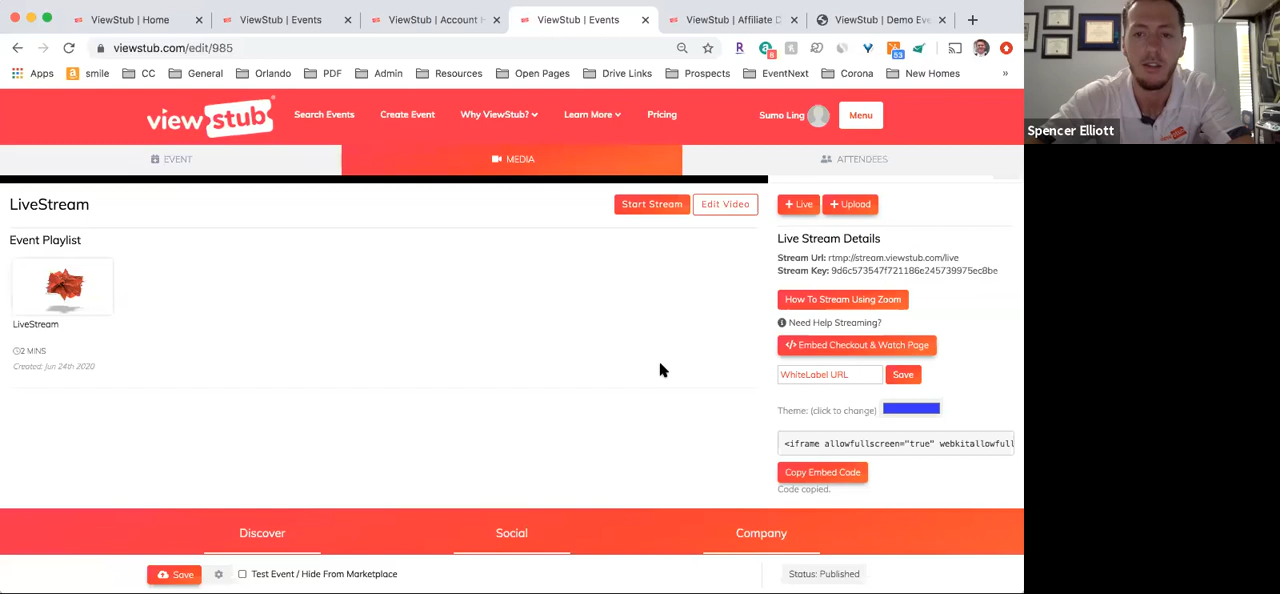 ViewStub | Home
ViewStub | Events
ViewStub | Account H
ViewStub | Events
ViewStub | Affiliate D
ViewStub | Demo Eve
viewstub.com/edit/985
Apps
smile
CC
General
Orlando
PDF
Admin
Resources
Open Pages
Drive Links
Prospects
EventNext
Corona
New Homes
view stub
Search Events
Create Event
Why ViewStub?
Learn More
Pricing
Sumo Ling
Menu
Spencer Elliott
EVENT
MEDIA
ATTENDEES
LiveStream
Start Stream
Edit Video
+ Live
+ Upload
Event Playlist
Live Stream Details
Stream Url: rtmp://stream.viewstub.com/live
Stream Key: 9d6c573547f721186e245739975ec8be
How To Stream Using Zoom
Need Help Streaming?
</> Embed Checkout & Watch Page
LiveStream
2 MINS
Created: Jun 24th 2020
WhiteLabel URL
Save
Theme: (click to change)
<iframe allowfullscreen="true" webkitallowfull
Copy Embed Code
Code copied.
Discover
Social
Company
Save
Test Event / Hide From Marketplace
Status: Published